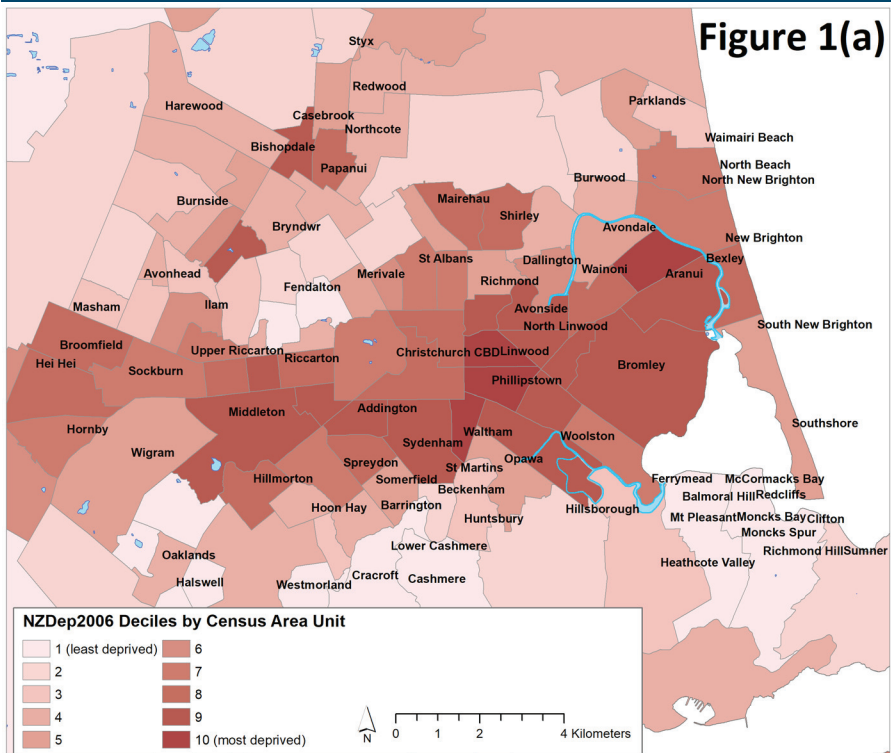 Figure 1(a)
Styx
Redwood
Harewood
Parklands
Casebrook
Northcote
Waimairi Beach
Bishopdale
Papanui
North Beach
Burwood
North New Brighton
Burnside
Mairehau
Shirley
Bryndwr
Avondale
New Brighton
St Albans
Dallington
Bexley
Avonhead
Merivale
Wainoni
Aranui
Fendalton
Richmond
Masham
Ilam
Avonside
North Linwood
South New Brighton
Broomfield
Upper Riccarton
Christchurch CBD
Linwood
Hei Hei
Riccarton
Sockburn
Bromley
Phillipstown
Middleton
Addington
Southshore
Hornby
Waltham
Woolston
Sydenham
Wigram
Spreydon
St Martins
Opawa
Hillmorton
Somerfield
Ferrymead
McCormacks Bay
Beckenham
Balmoral Hill
Redcliffs
Hoon Hay
Barrington
Hillsborough
Huntsbury
Mt Pleasant
Moncks Bay
Clifton
Moncks Spur
Lower Cashmere
Richmond Hill
Sumner
Oaklands
Heathcote Valley
Halswell
Westmorland
Cracroft
Cashmere
NZDep2006 Deciles by Census Area Unit
1 (least deprived)
2
3
4
5
6
7
8
9
10 (most deprived)
N
0 1 2 4 Kilometers